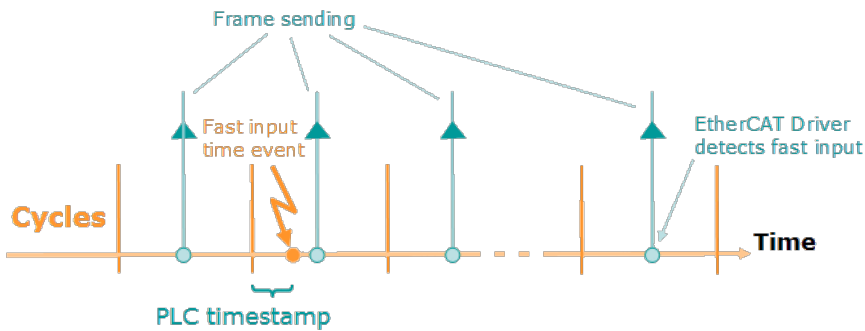 Frame sending
Fast input
time event
EtherCAT Driver
detects fast input
Cycles
Time
PLC timestamp